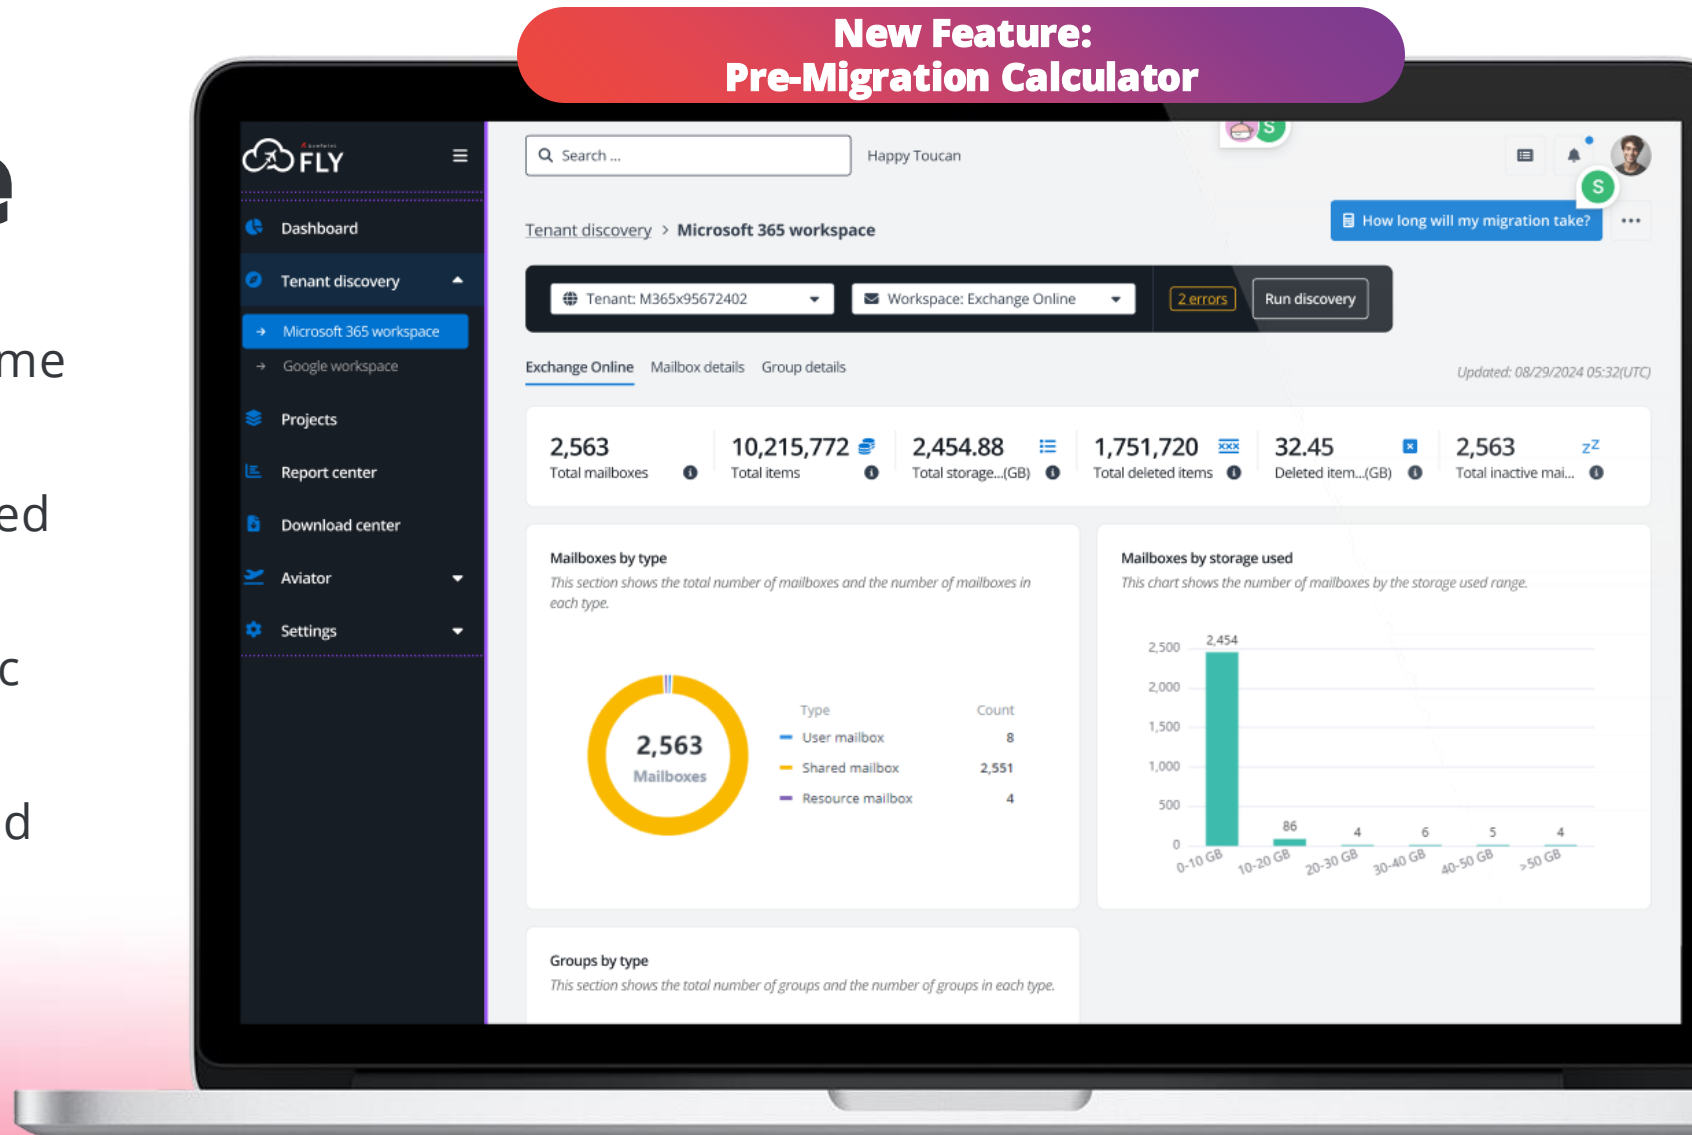 New Feature:
Pre-Migration Calculator
e
me
ed
c
d
FLY
Dashboard
Tenant discovery
Microsoft 365 workspace
Google workspace
Projects
Report center
Download center
Aviator
Settings
Search ...
Happy Toucan
S
S
Tenant discovery > Microsoft 365 workspace
How long will my migration take?
Tenant: M365x95672402
Workspace: Exchange Online
2 errors
Run discovery
Exchange Online Mailbox details Group details
Updated: 08/29/2024 05:32(UTC)
2,563
Total mailboxes
10,215,772
Total items
2,454.88
Total storage...(GB)
1,751,720
Total deleted items
32.45
Deleted item...(GB)
2,563
Total inactive mai...
Mailboxes by type
This section shows the total number of mailboxes and the number of mailboxes in
each type.
2,563
Mailboxes
Type Count
User mailbox 8
Shared mailbox 2,551
Resource mailbox 4
Mailboxes by storage used
This chart shows the number of mailboxes by the storage used range.
2,500
2,000
1,500
1,000
500
0
2,454
86
4
6
5
4
0-10 GB
10-20 GB
20-30 GB
30-40 GB
40-50 GB
>50 GB
Groups by type
This section shows the total number of groups and the number of groups in each type.